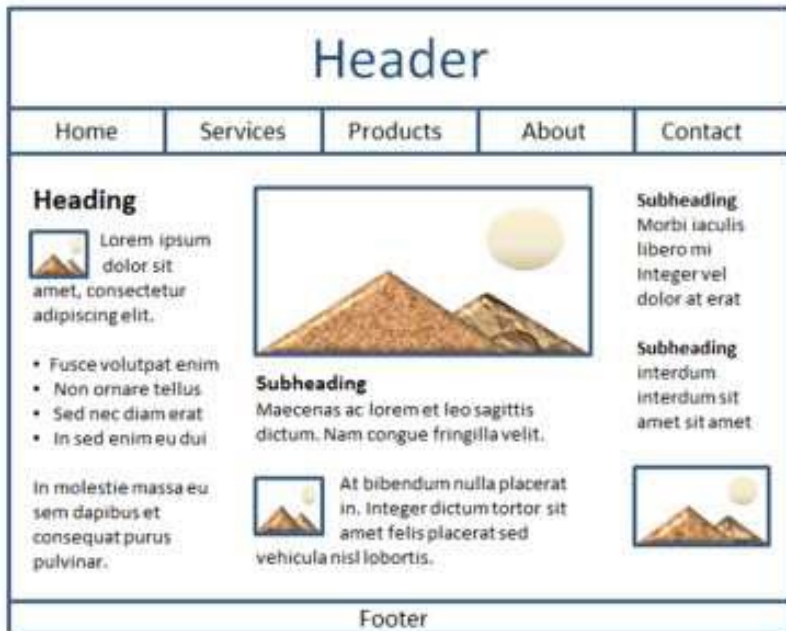 Header
Home Services Products About Contact
Heading
Lorem ipsum
dolor sit
amet, consectetur
adipiscing elit.
• Fusce volutpat enim
• Non ornare tellus
• Sed nec diam erat
• In sed enim eu dui
In molestie massa eu
sem dapibus et
consequat purus
pulvinar.
Subheading
Maecenas ac lorem et leo sagittis
dictum. Nam congue fringilla velit.
At bibendum nulla placerat
in. Integer dictum tortor sit
amet felis placerat sed
vehicula nisl lobortis.
Subheading
Morbi iaculis
libero mi
Integer vel
dolor at erat
Subheading
interdum
interdum sit
amet sit amet
Footer